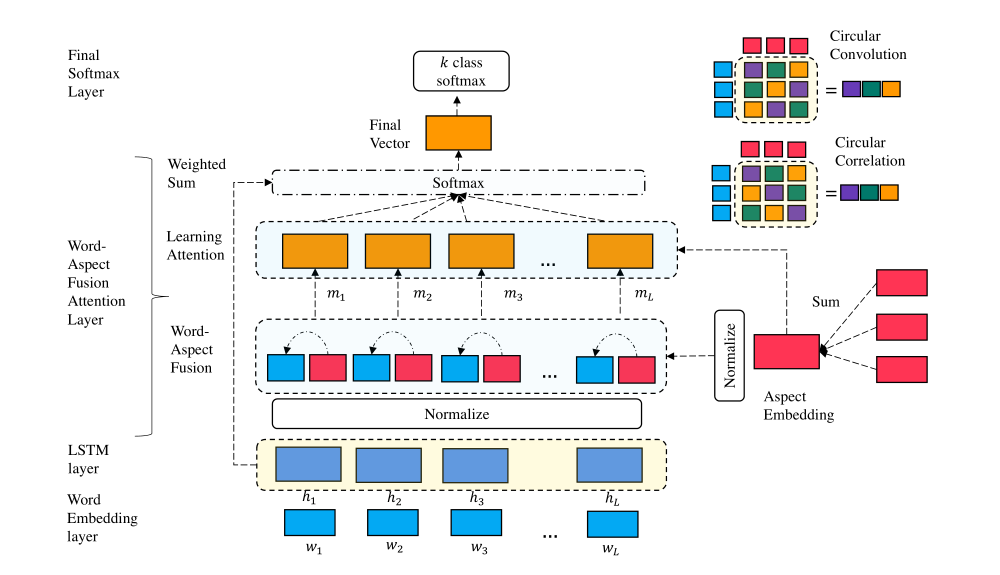 Final
Softmax
Layer
k class
softmax
Final
Vector
Weighted
Sum
Softmax
Learning
Attention
Word-
Aspect
Fusion
Attention
Layer
...
m1
m2
m3
mL
Word-
Aspect
Fusion
...
Normalize
LSTM
layer
h1
h2
h3
hL
Word
Embedding
layer
...
w1
w2
w3
wL
Circular
Convolution
=
Circular
Correlation
=
Sum
Normalize
Aspect
Embedding